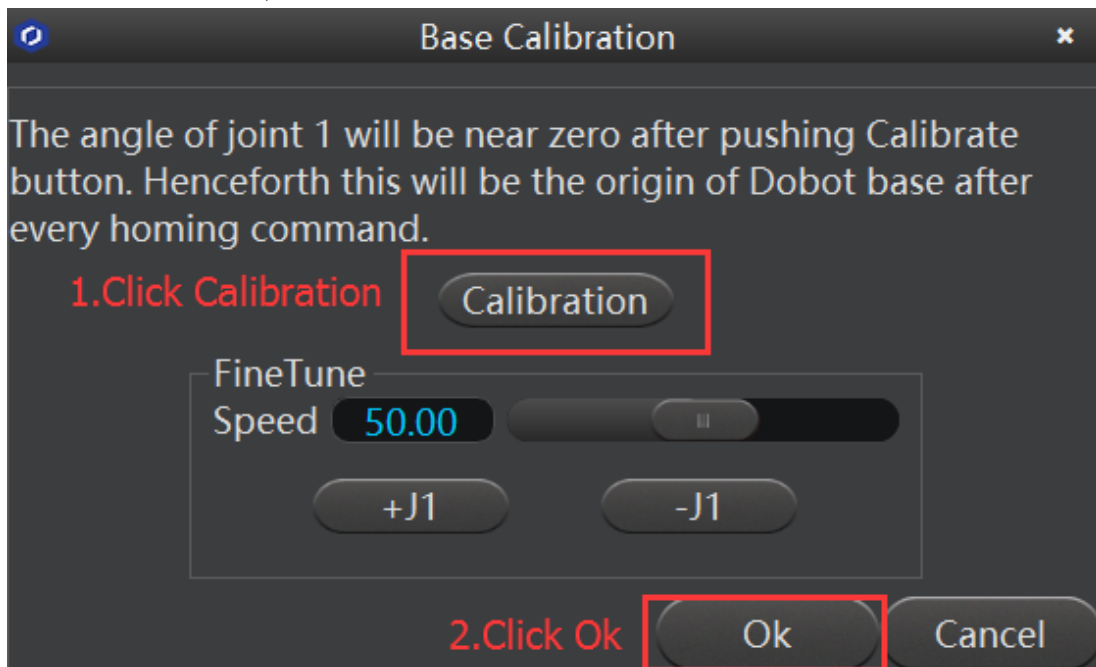 Base Calibration
The angle of joint 1 will be near zero after pushing Calibrate
button. Henceforth this will be the origin of Dobot base after
every homing command.
1.Click Calibration
Calibration
FineTune
Speed 50.00
+J1 -J1
2.Click Ok
Ok Cancel